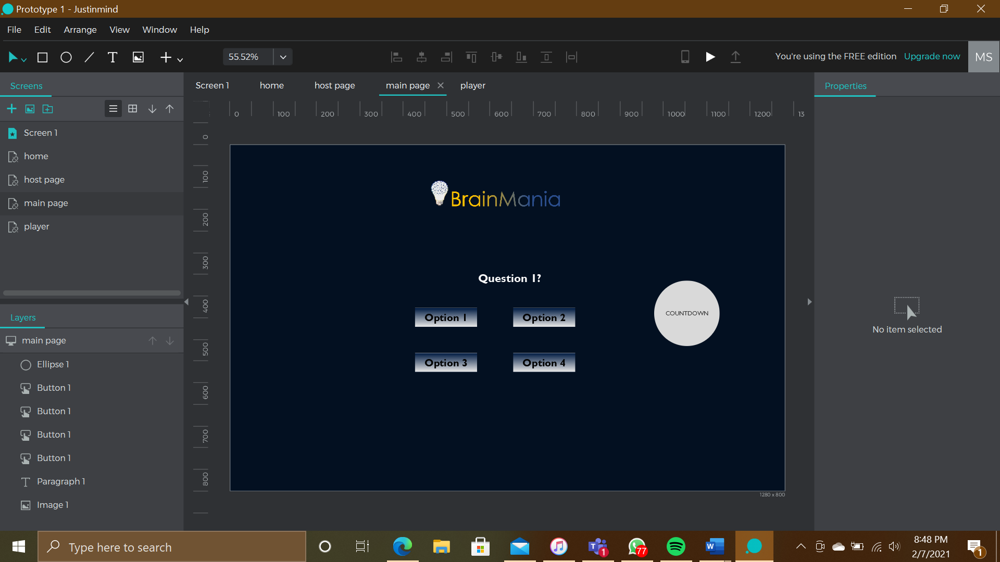 Prototype 1 - Justinmind
File Edit Arrange View Window Help
55.52%
You're using the FREE edition Upgrade now MS
Screens
Screen 1 home host page main page player
Properties
0 100 200 300 400 500 600 700 800 900 1000 1100 1200 13
Screen 1
home
host page
main page
player
0
100
200
300
400
500
600
700
800
BrainMania
Question 1?
Option 1 Option 2
Option 3 Option 4
COUNTDOWN
1280 x 800
No item selected
Layers
main page
Ellipse 1
Button 1
Button 1
Button 1
Button 1
Paragraph 1
Image 1
Type here to search
T
1
77
W
8:48 PM
2/7/2021
1